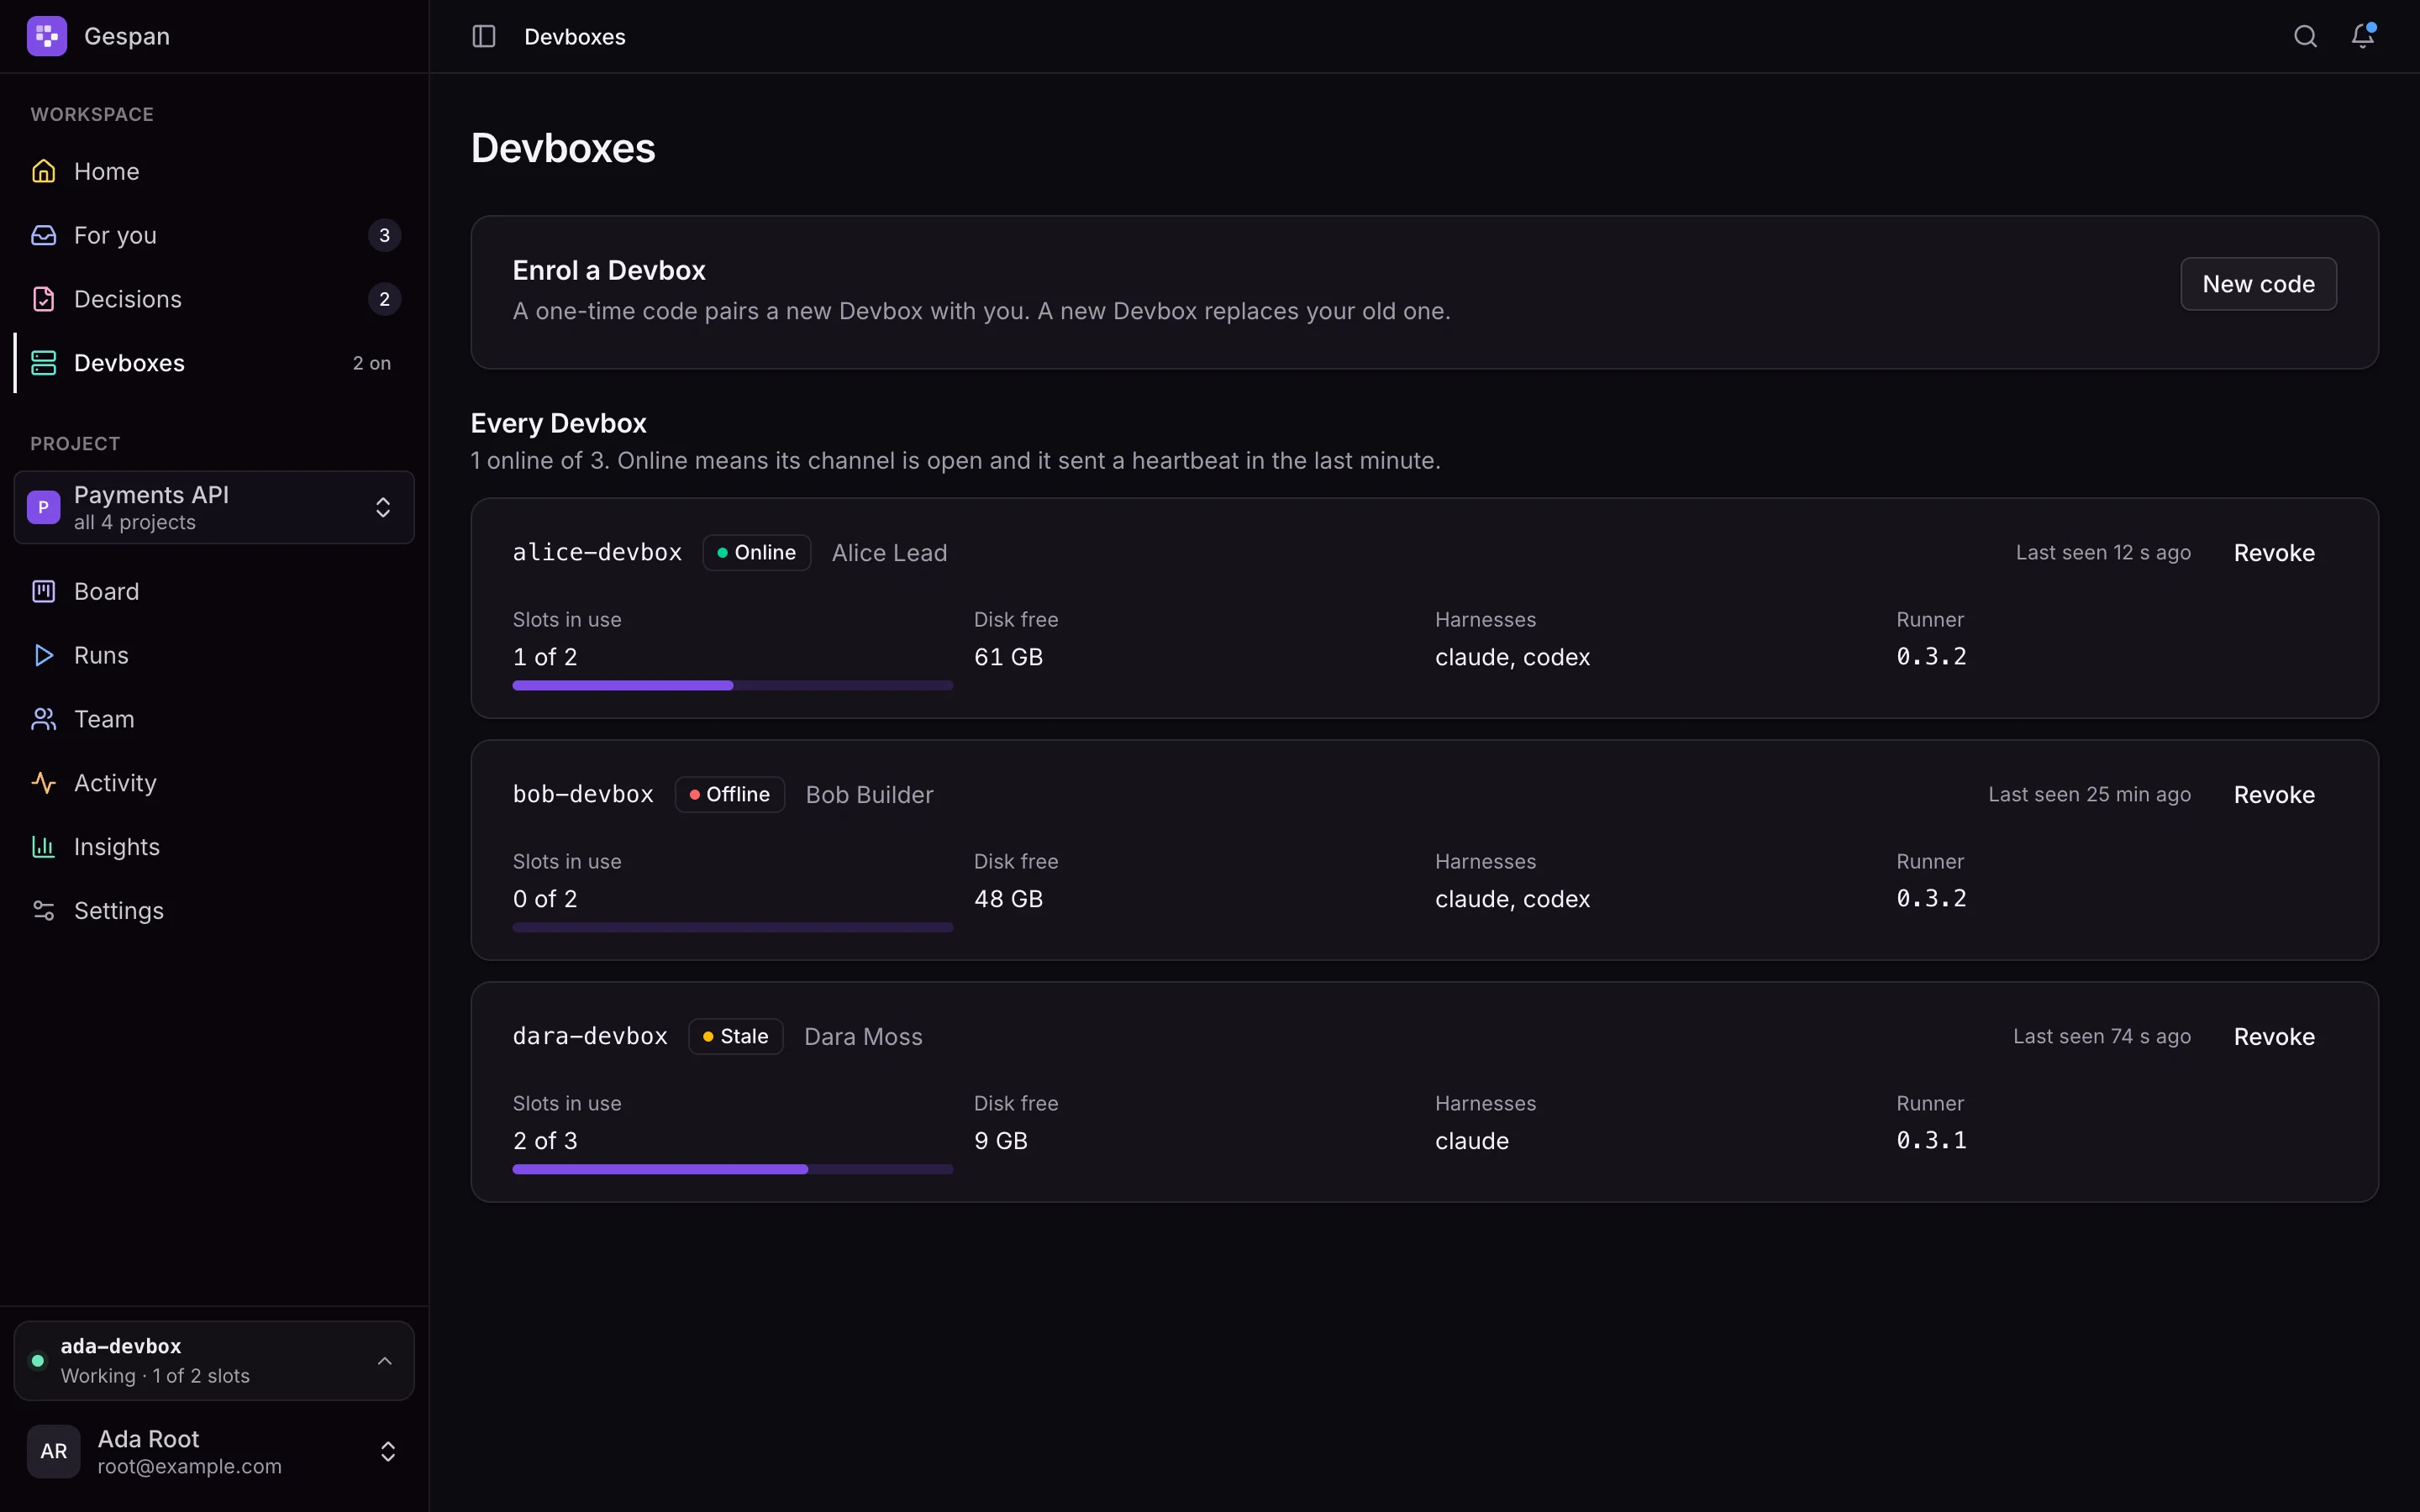 Gespan
Devboxes
WORKSPACE
Home
For you
3
Decisions
2
Devboxes
2 on
PROJECT
P
Payments API
all 4 projects
Board
Runs
Team
Activity
Insights
Settings
ada-devbox
Working · 1 of 2 slots
AR
Ada Root
root@example.com
Devboxes
Enrol a Devbox
A one-time code pairs a new Devbox with you. A new Devbox replaces your old one.
New code
Every Devbox
1 online of 3. Online means its channel is open and it sent a heartbeat in the last minute.
alice-devbox Online Alice Lead Last seen 12 s ago Revoke
Slots in use Disk free Harnesses Runner
1 of 2 61 GB claude, codex 0.3.2
bob-devbox Offline Bob Builder Last seen 25 min ago Revoke
Slots in use Disk free Harnesses Runner
0 of 2 48 GB claude, codex 0.3.2
dara-devbox Stale Dara Moss Last seen 74 s ago Revoke
Slots in use Disk free Harnesses Runner
2 of 3 9 GB claude 0.3.1